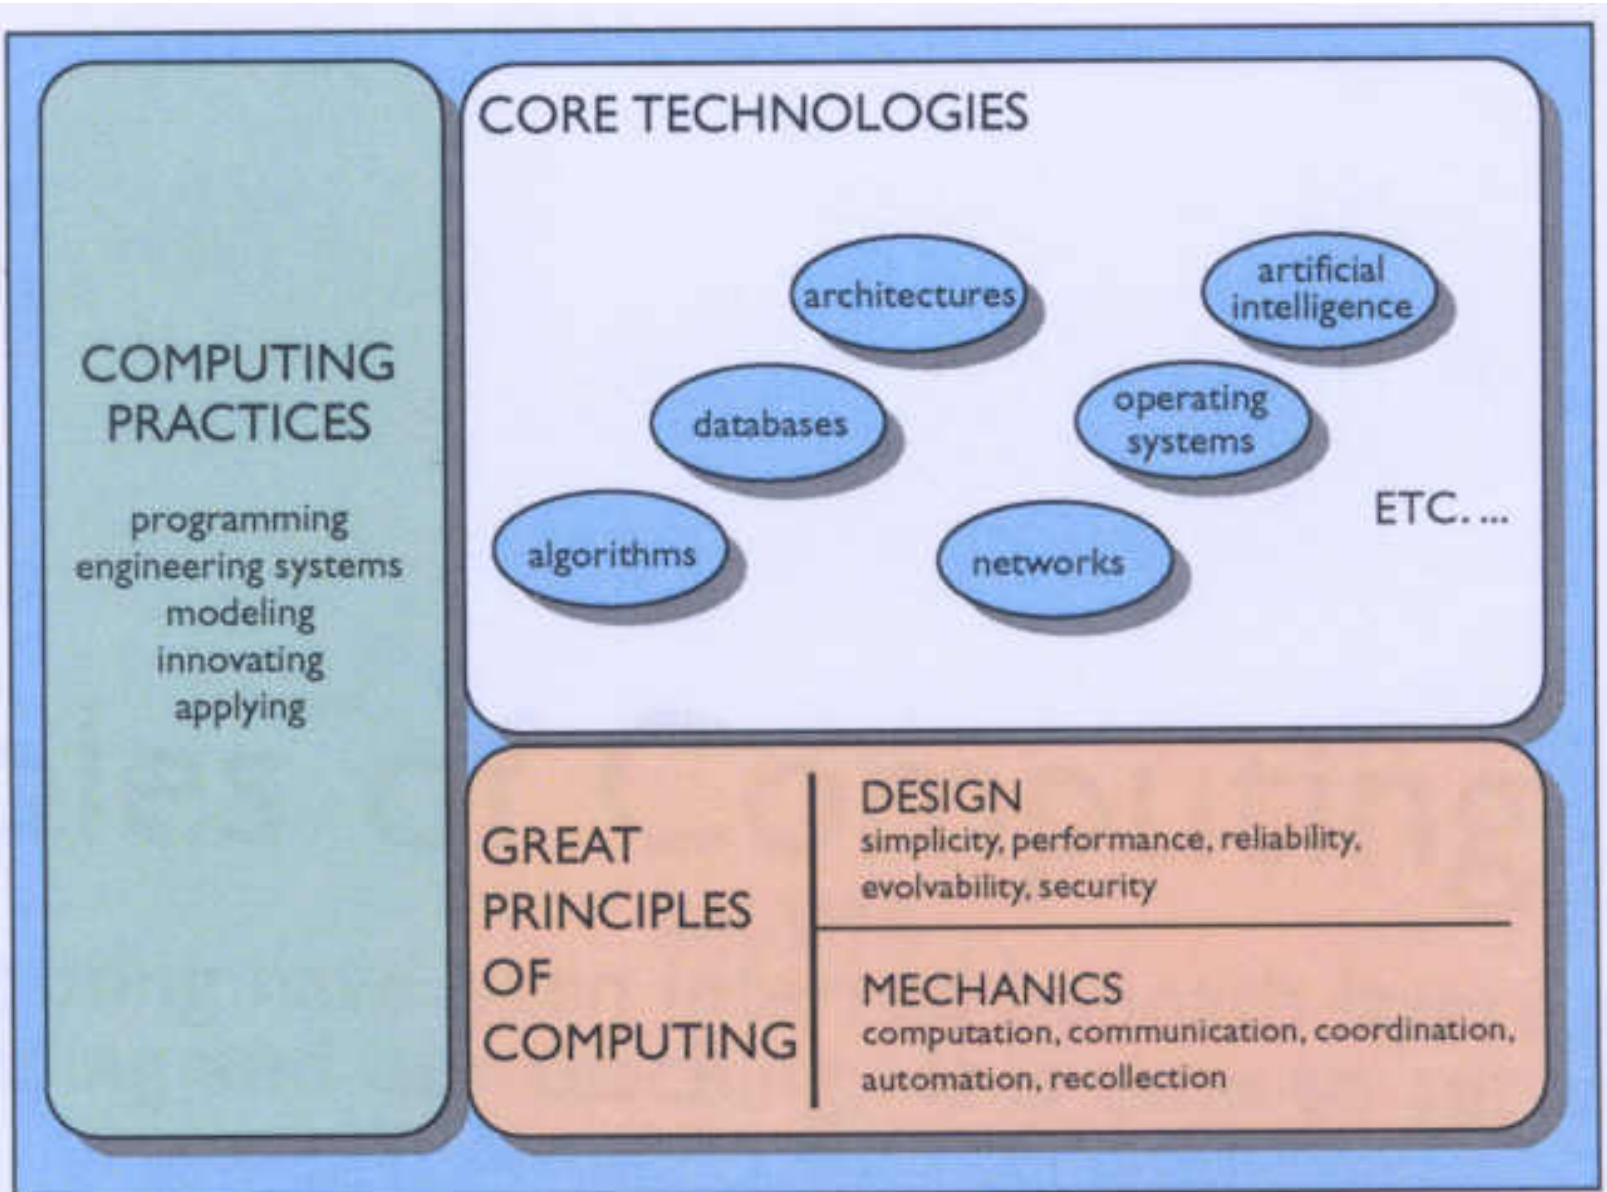 COMPUTING
PRACTICES
programming
engineering systems
modeling
innovating
applying
CORE TECHNOLOGIES
architectures
artificial
intelligence
databases
operating
systems
algorithms
networks
ETC. ...
GREAT
PRINCIPLES
OF
COMPUTING
DESIGN
simplicity, performance, reliability,
evolvability, security
MECHANICS
computation, communication, coordination,
automation, recollection